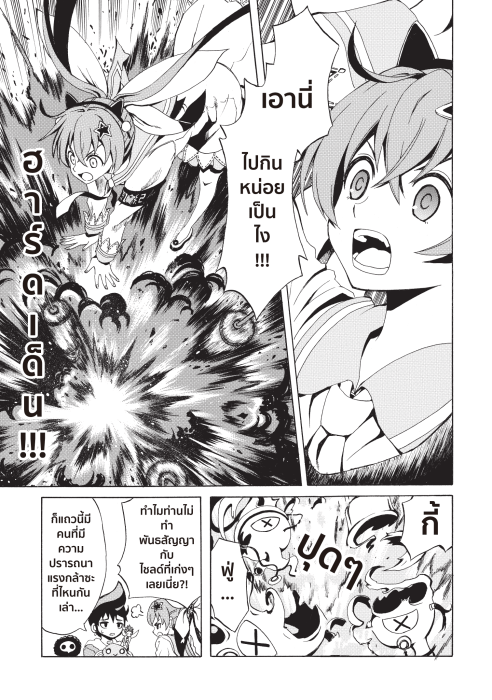 เอานี่
ไปกิน
หน่อย
เป็น
ไง
!!!
ฮาร์ดเด็น!!!
กี้
ปุดๆ
ฟู่
...
ทำไมท่านไม่
ทำ
พันธสัญญา
กับ
ไชลด์ที่เก่งๆ
เลยเนี่ย?!
ก็แถวนี้มี
คนที่มี
ความ
ปรารถนา
แรงกล้าซะ
ที่ไหนกัน
เล่า...